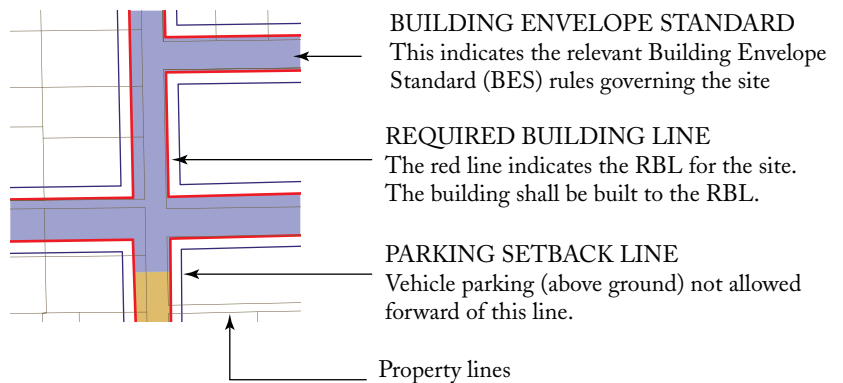 BUILDING ENVELOPE STANDARD
This indicates the relevant Building Envelope
Standard (BES) rules governing the site
REQUIRED BUILDING LINE
The red line indicates the RBL for the site.
The building shall be built to the RBL.
PARKING SETBACK LINE
Vehicle parking (above ground) not allowed
forward of this line.
Property lines